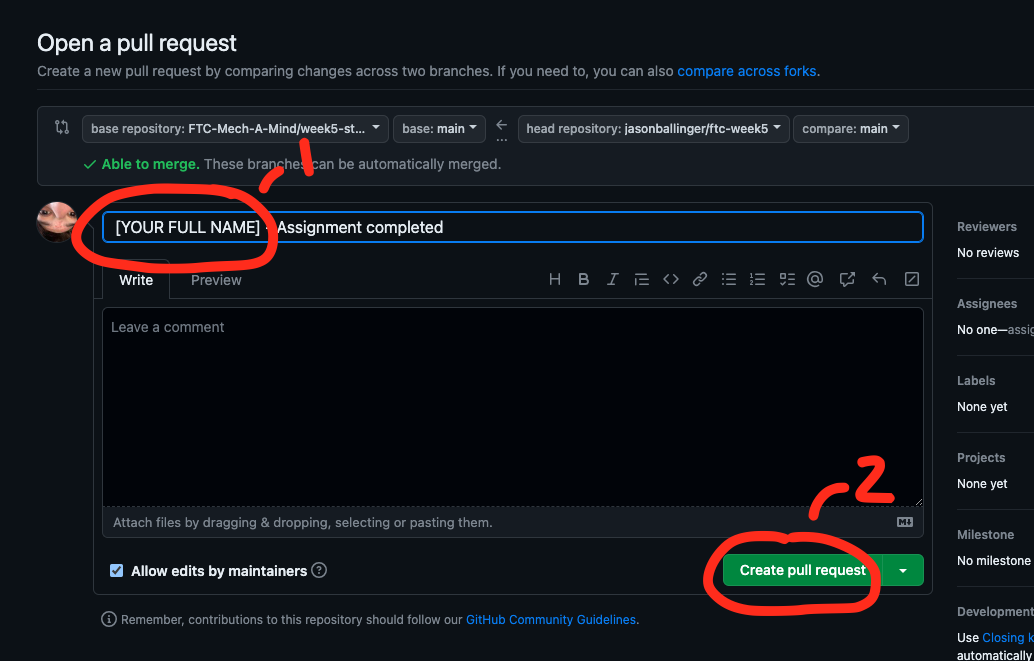 Open a pull request
Create a new pull request by comparing changes across two branches. If you need to, you can also compare across forks.
base repository: FTC-Mech-A-Mind/week5-st... base: main head repository: jasonballinger/ftc-week5 compare: main
Able to merge. These branches can be automatically merged.
1
[YOUR FULL NAME] - Assignment completed
Write Preview
Leave a comment
Attach files by dragging & dropping, selecting or pasting them.
2
Allow edits by maintainers
Create pull request
Remember, contributions to this repository should follow our GitHub Community Guidelines.
Reviewers
No reviews
Assignees
No one—assig
Labels
None yet
Projects
None yet
Milestone
No milestone
Development
Use Closing k
automatically